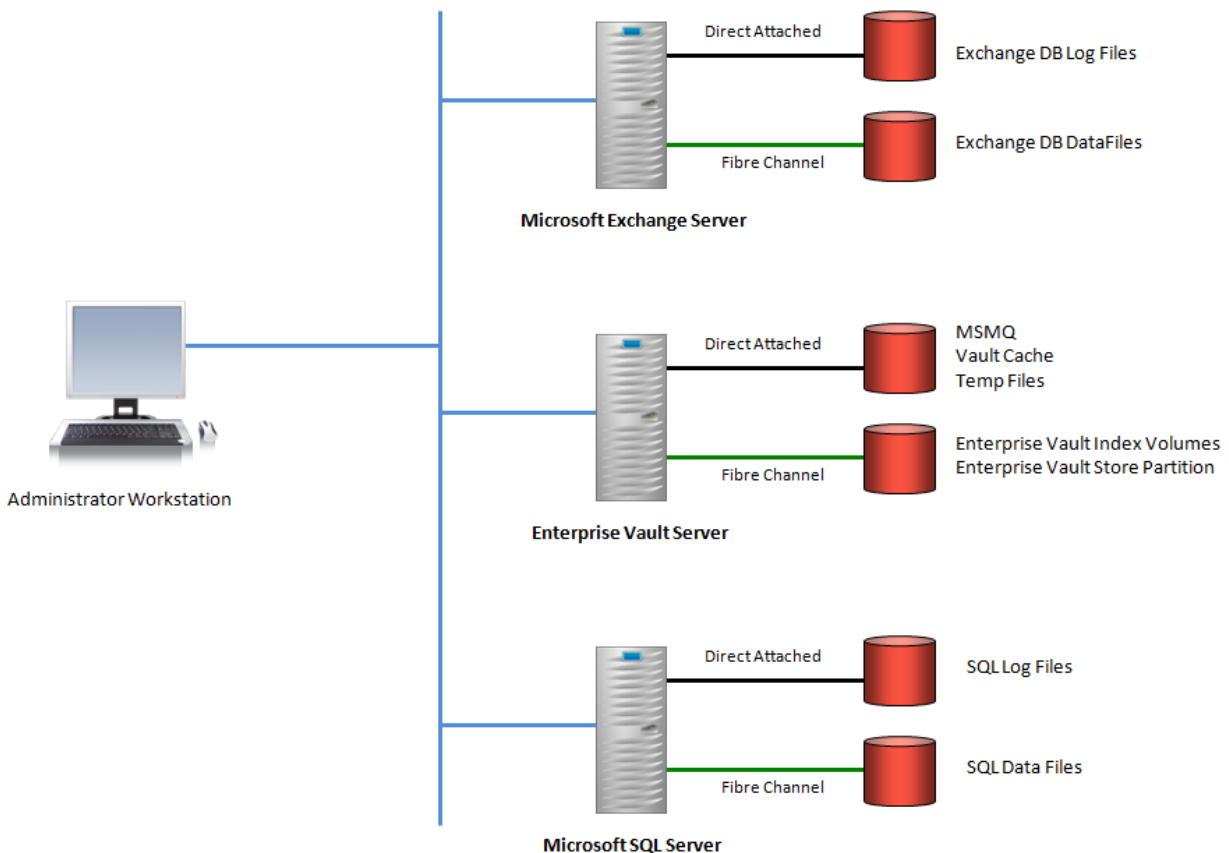 Direct Attached
Exchange DB Log Files
Exchange DB DataFiles
Fibre Channel
Microsoft Exchange Server
Direct Attached
MSMQ
Vault Cache
Temp Files
Enterprise Vault Index Volumes
Enterprise Vault Store Partition
Fibre Channel
Administrator Workstation
Enterprise Vault Server
Direct Attached
SQL Log Files
SQL Data Files
Fibre Channel
Microsoft SQL Server